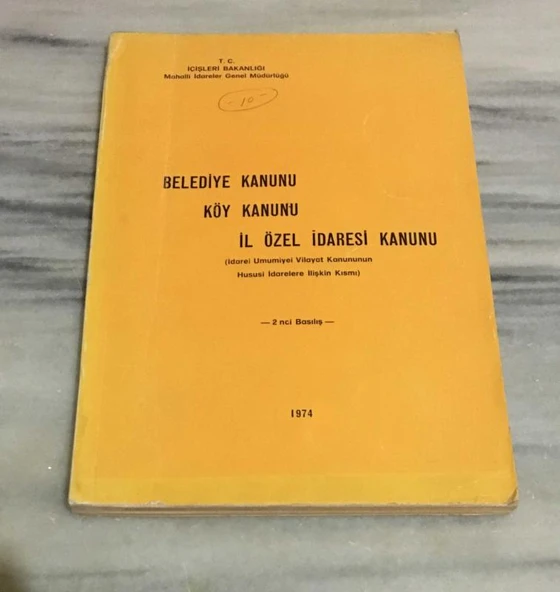 T. C.
İÇİŞLERİ BAKANLIĞI
Mahalli İdareler Genel Müdürlüğü
- 10 -
BELEDİYE KANUNU
KÖY KANUNU
İL ÖZEL İDARESİ KANUNU
(İdarei Umumiyei Vilayat Kanununun
Hususi İdarelere İlişkin Kısmı)
— 2 nci Basılış —
1974